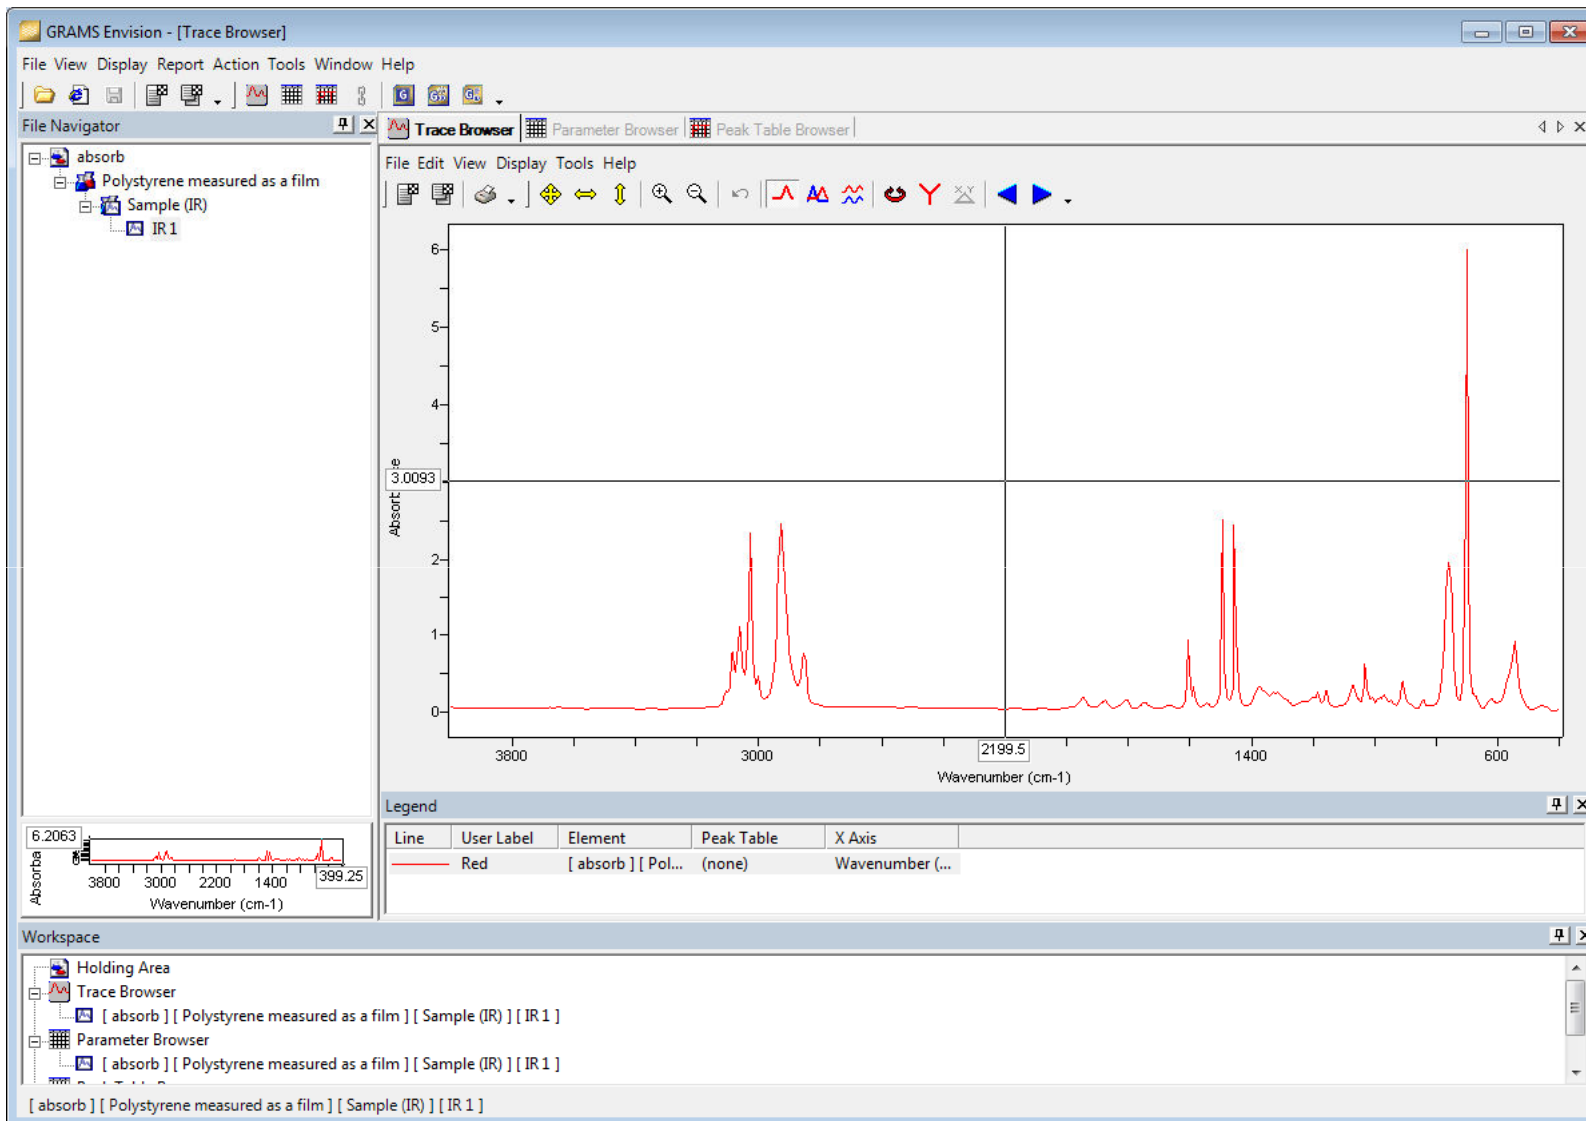 GRAMS Envision - [Trace Browser]
File View Display Report Action Tools Window Help
File Navigator
absorb
Polystyrene measured as a film
Sample (IR)
IR 1
Trace Browser Parameter Browser Peak Table Browser
File Edit View Display Tools Help
6
5
4
3.0093
2
1
0
3800 3000 2199.5 1400 600
Wavenumber (cm-1)
Legend
Line User Label Element Peak Table X Axis
Red [ absorb ] [ Pol... (none) Wavenumber (...
6.2063
Absorba
3800 3000 2200 1400 399.25
Wavenumber (cm-1)
Workspace
Holding Area
Trace Browser
[ absorb ] [ Polystyrene measured as a film ] [ Sample (IR) ] [ IR 1 ]
Parameter Browser
[ absorb ] [ Polystyrene measured as a film ] [ Sample (IR) ] [ IR 1 ]
[ absorb ] [ Polystyrene measured as a film ] [ Sample (IR) ] [ IR 1 ]